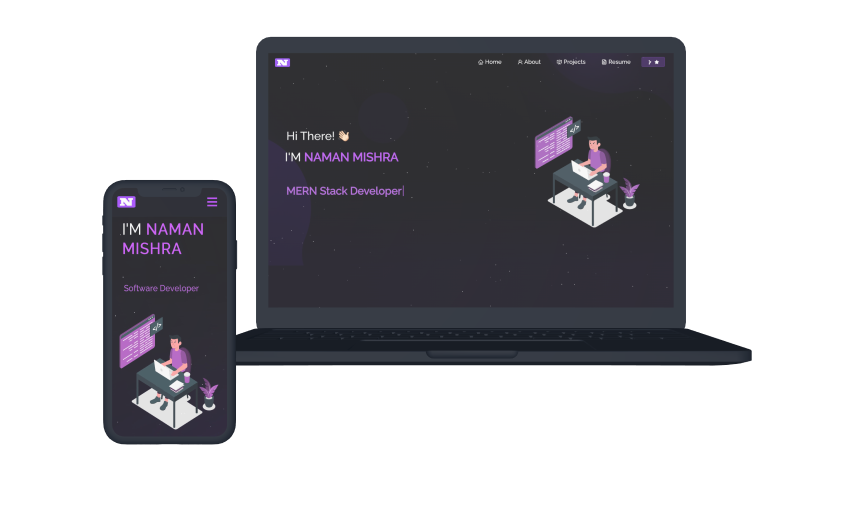 N
Home
About
Projects
Resume
Hi There! 👋🏻
I'M NAMAN MISHRA
MERN Stack Developer|
</>
N
I'M NAMAN
MISHRA
Software Developer
</>